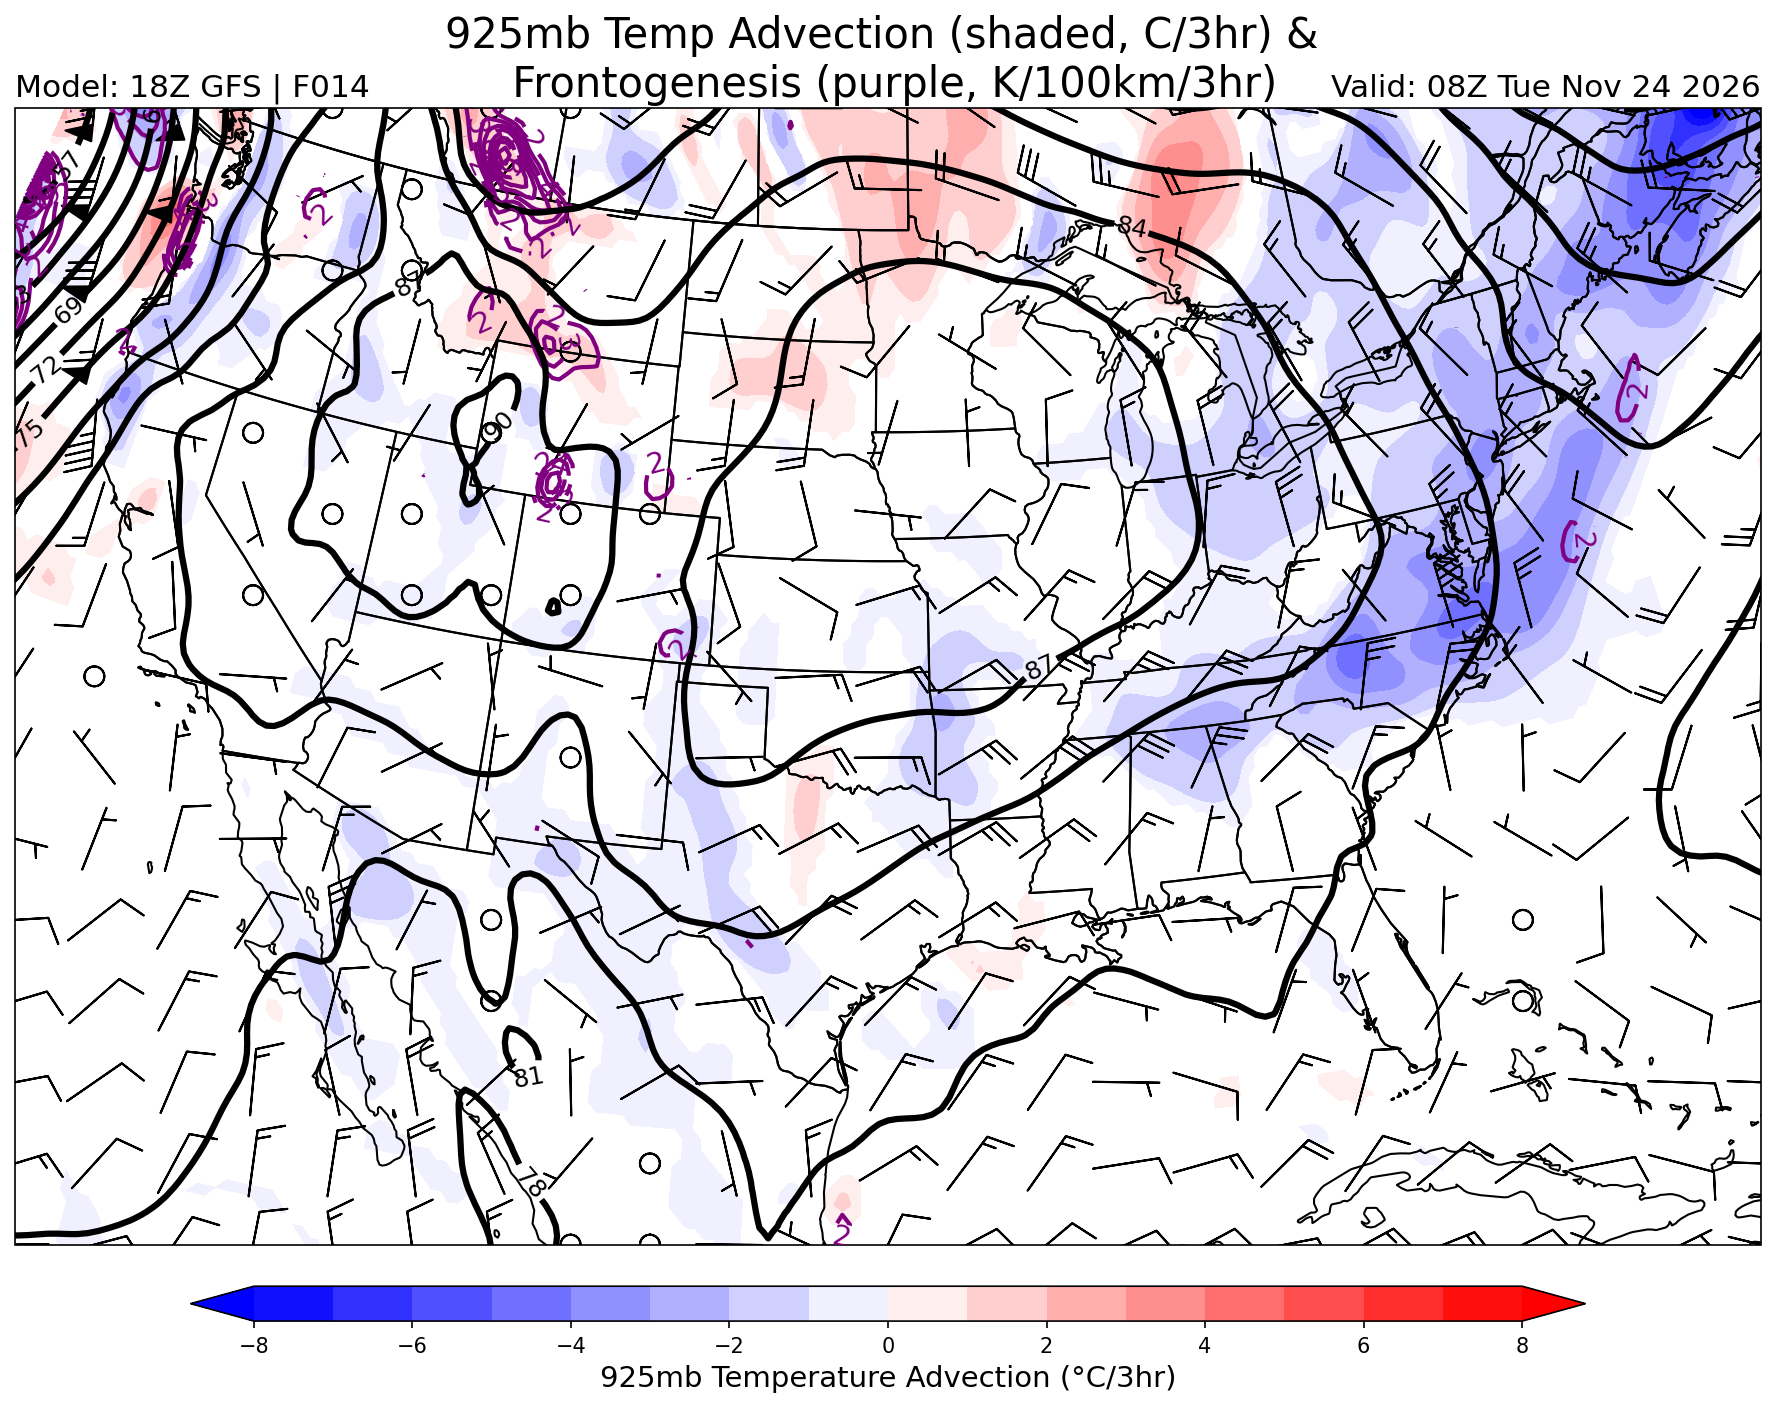 925mb Temp Advection (shaded, C/3hr) &
Model: 18Z GFS | F014 Frontogenesis (purple, K/100km/3hr) Valid: 08Z Tue Nov 24 2026
84
87
69
2
72
90
75
87
81
78
2
−8 −6 −4 −2 0 2 4 6 8
925mb Temperature Advection (°C/3hr)